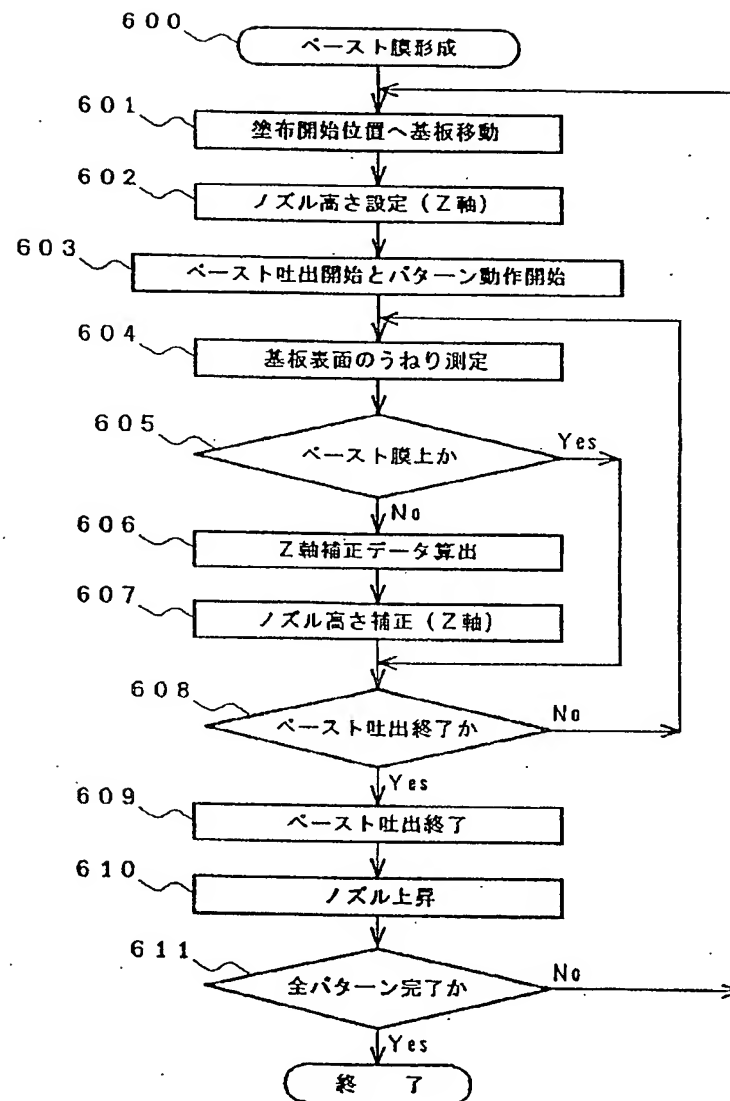 600
ペースト膜形成
601
塗布開始位置へ基板移動
602
ノズル高さ設定（Z軸）
603
ペースト吐出開始とパターン動作開始
604
基板表面のうねり測定
605
ペースト膜上か
Yes
No
606
Z軸補正データ算出
607
ノズル高さ補正（Z軸）
608
ペースト吐出終了か
No
Yes
609
ペースト吐出終了
610
ノズル上昇
611
全パターン完了か
No
Yes
終 了